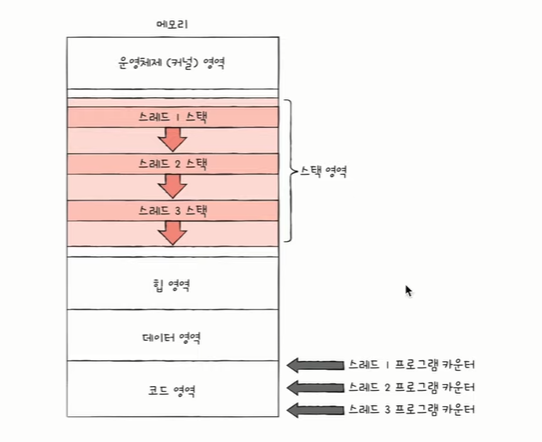 메모리
운영체제 (커널) 영역
스레드 1 스택
스레드 2 스택
스레드 3 스택
스택 영역
힙 영역
데이터 영역
코드 영역
스레드 1 프로그램 카운터
스레드 2 프로그램 카운터
스레드 3 프로그램 카운터